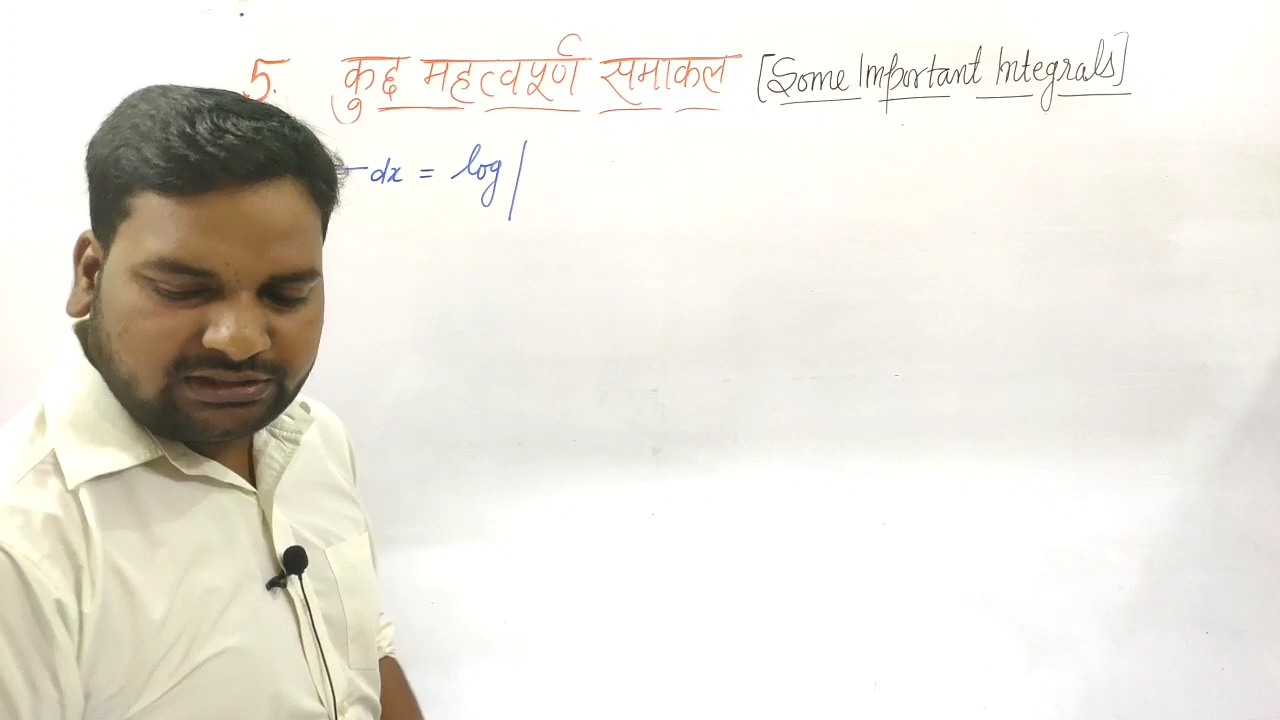 5. कुछ महत्वपूर्ण समाकल [Some Important Integrals]
dx = log |